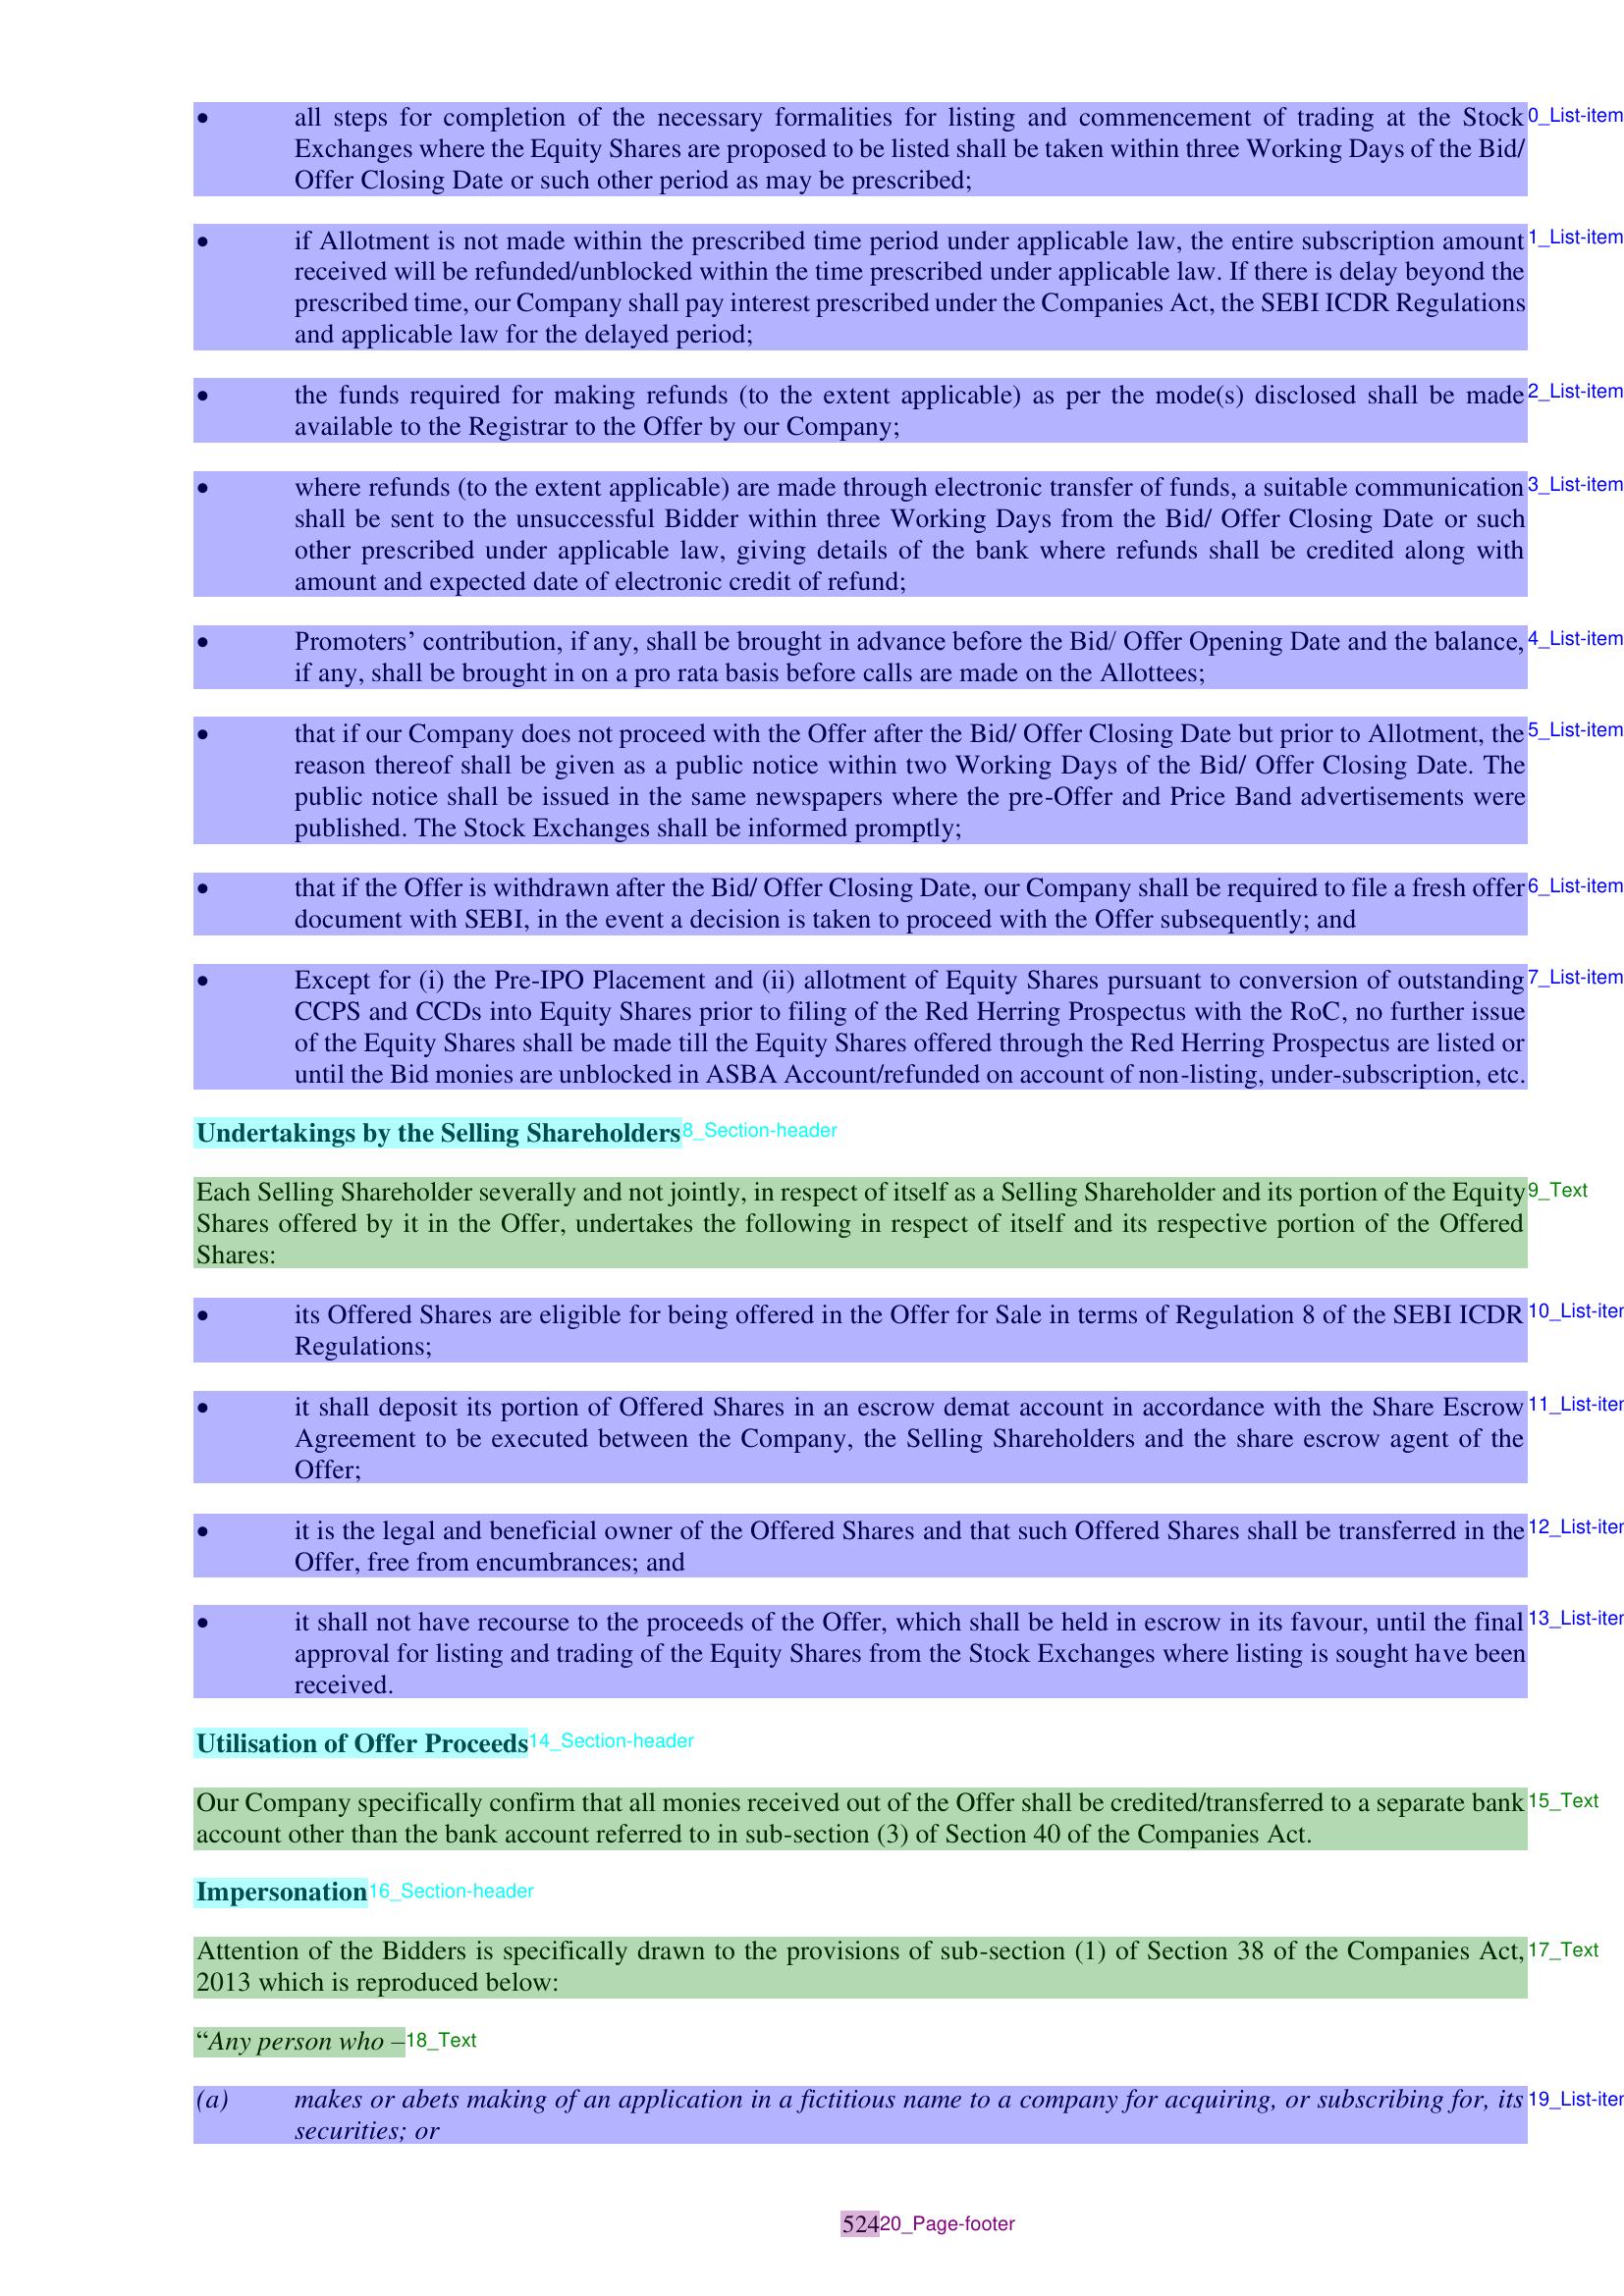 • all steps for completion of the necessary formalities for listing and commencement of trading at the Stock 0_List-item
Exchanges where the Equity Shares are proposed to be listed shall be taken within three Working Days of the Bid/
Offer Closing Date or such other period as may be prescribed;
• if Allotment is not made within the prescribed time period under applicable law, the entire subscription amount 1_List-item
received will be refunded/unblocked within the time prescribed under applicable law. If there is delay beyond the
prescribed time, our Company shall pay interest prescribed under the Companies Act, the SEBI ICDR Regulations
and applicable law for the delayed period;
• the funds required for making refunds (to the extent applicable) as per the mode(s) disclosed shall be made 2_List-item
available to the Registrar to the Offer by our Company;
• where refunds (to the extent applicable) are made through electronic transfer of funds, a suitable communication 3_List-item
shall be sent to the unsuccessful Bidder within three Working Days from the Bid/ Offer Closing Date or such
other prescribed under applicable law, giving details of the bank where refunds shall be credited along with
amount and expected date of electronic credit of refund;
• Promoters’ contribution, if any, shall be brought in advance before the Bid/ Offer Opening Date and the balance, 4_List-item
if any, shall be brought in on a pro rata basis before calls are made on the Allottees;
• that if our Company does not proceed with the Offer after the Bid/ Offer Closing Date but prior to Allotment, the 5_List-item
reason thereof shall be given as a public notice within two Working Days of the Bid/ Offer Closing Date. The
public notice shall be issued in the same newspapers where the pre-Offer and Price Band advertisements were
published. The Stock Exchanges shall be informed promptly;
• that if the Offer is withdrawn after the Bid/ Offer Closing Date, our Company shall be required to file a fresh offer 6_List-item
document with SEBI, in the event a decision is taken to proceed with the Offer subsequently; and
• Except for (i) the Pre-IPO Placement and (ii) allotment of Equity Shares pursuant to conversion of outstanding 7_List-item
CCPS and CCDs into Equity Shares prior to filing of the Red Herring Prospectus with the RoC, no further issue
of the Equity Shares shall be made till the Equity Shares offered through the Red Herring Prospectus are listed or
until the Bid monies are unblocked in ASBA Account/refunded on account of non-listing, under-subscription, etc.
Undertakings by the Selling Shareholders 8_Section-header
Each Selling Shareholder severally and not jointly, in respect of itself as a Selling Shareholder and its portion of the Equity 9_Text
Shares offered by it in the Offer, undertakes the following in respect of itself and its respective portion of the Offered
Shares:
• its Offered Shares are eligible for being offered in the Offer for Sale in terms of Regulation 8 of the SEBI ICDR 10_List-iter
Regulations;
• it shall deposit its portion of Offered Shares in an escrow demat account in accordance with the Share Escrow 11_List-iter
Agreement to be executed between the Company, the Selling Shareholders and the share escrow agent of the
Offer;
• it is the legal and beneficial owner of the Offered Shares and that such Offered Shares shall be transferred in the 12_List-iter
Offer, free from encumbrances; and
• it shall not have recourse to the proceeds of the Offer, which shall be held in escrow in its favour, until the final 13_List-iter
approval for listing and trading of the Equity Shares from the Stock Exchanges where listing is sought have been
received.
Utilisation of Offer Proceeds 14_Section-header
Our Company specifically confirm that all monies received out of the Offer shall be credited/transferred to a separate bank 15_Text
account other than the bank account referred to in sub-section (3) of Section 40 of the Companies Act.
Impersonation 16_Section-header
Attention of the Bidders is specifically drawn to the provisions of sub-section (1) of Section 38 of the Companies Act, 17_Text
2013 which is reproduced below:
“Any person who – 18_Text
(a) makes or abets making of an application in a fictitious name to a company for acquiring, or subscribing for, its 19_List-iter
securities; or
524 20_Page-footer